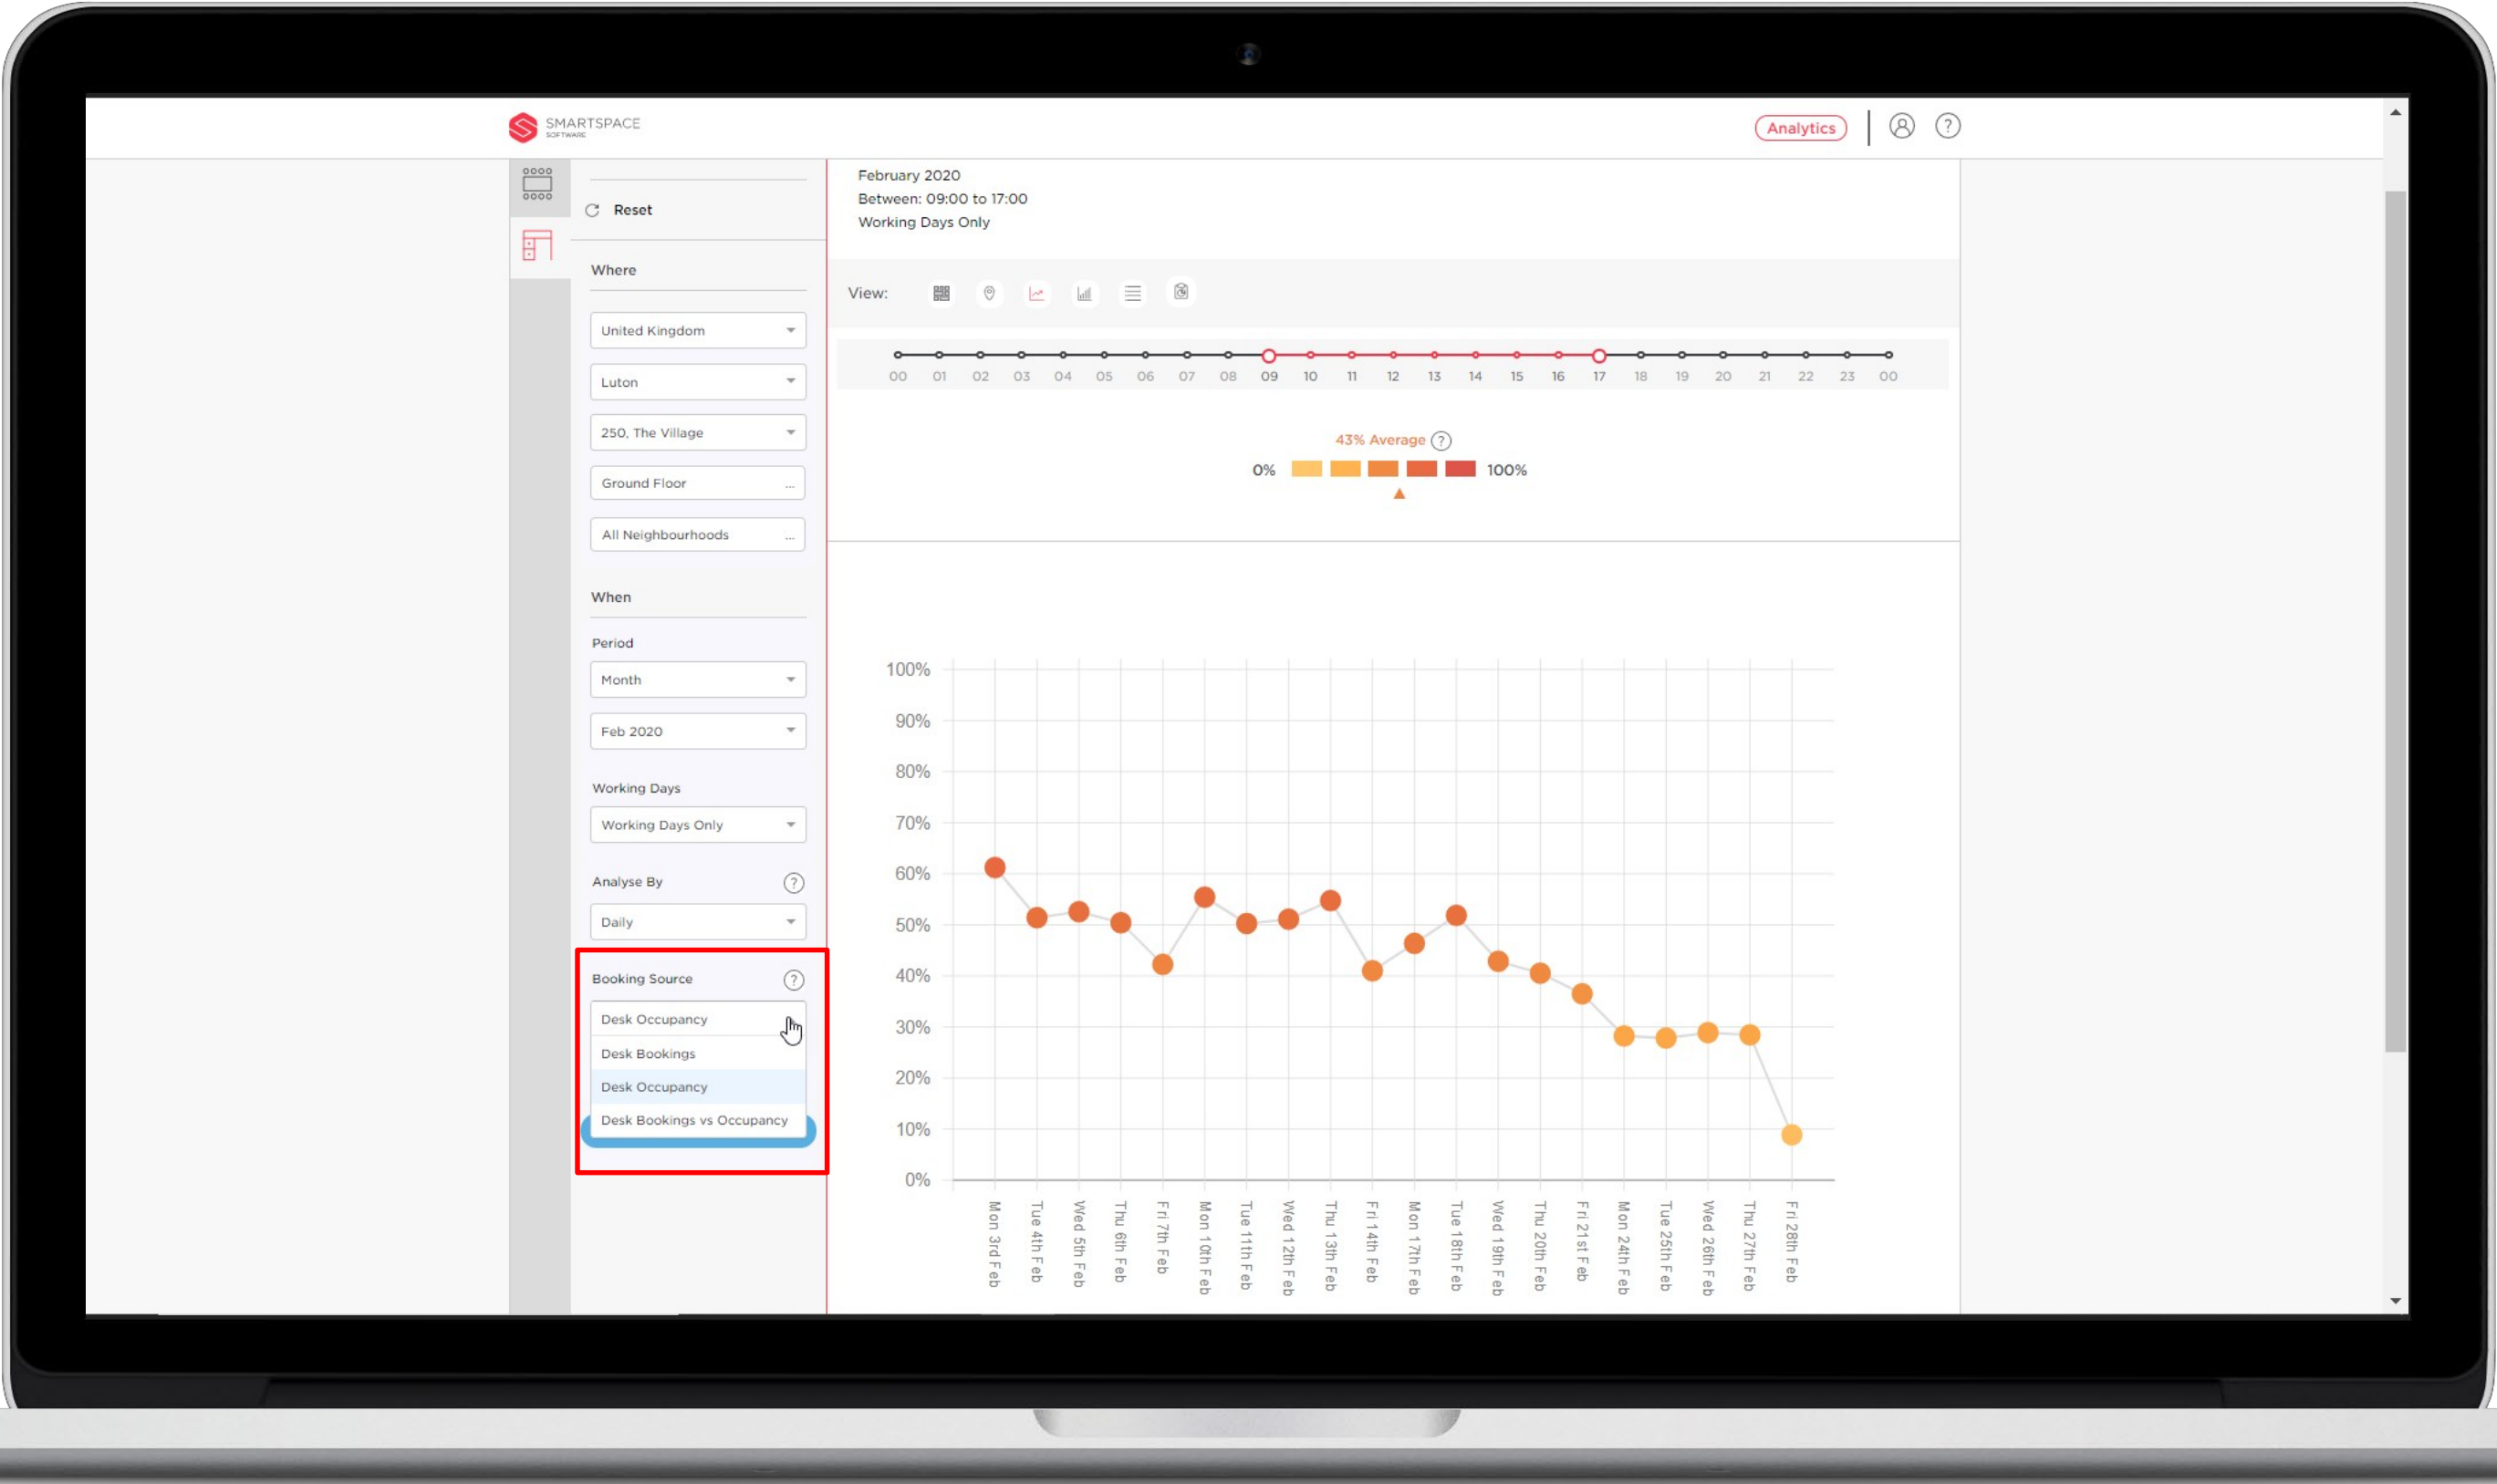 SMARTSPACE
SOFTWARE
Analytics
?
Reset
Where
United Kingdom
Luton
250, The Village
Ground Floor ...
All Neighbourhoods ...
When
Period
Month
Feb 2020
Working Days
Working Days Only
Analyse By ?
Daily
Booking Source ?
Desk Occupancy
Desk Bookings
Desk Occupancy
Desk Bookings vs Occupancy
February 2020
Between: 09:00 to 17:00
Working Days Only
View:
00 01 02 03 04 05 06 07 08 09 10 11 12 13 14 15 16 17 18 19 20 21 22 23 00
43% Average ?
0% 100%
100%
90%
80%
70%
60%
50%
40%
30%
20%
10%
0%
Mon 3rd Feb
Tue 4th Feb
Wed 5th Feb
Thu 6th Feb
Fri 7th Feb
Mon 10th Feb
Tue 11th Feb
Wed 12th Feb
Thu 13th Feb
Fri 14th Feb
Mon 17th Feb
Tue 18th Feb
Wed 19th Feb
Thu 20th Feb
Fri 21st Feb
Mon 24th Feb
Tue 25th Feb
Wed 26th Feb
Thu 27th Feb
Fri 28th Feb